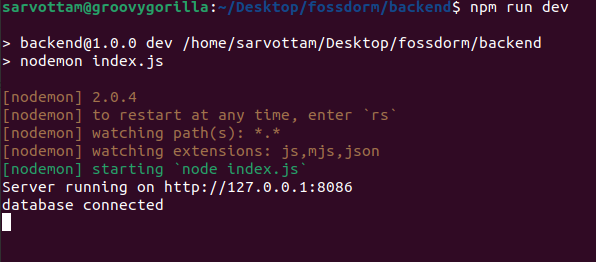 sarvottam@groovygorilla:~/Desktop/fossdorm/backend$ npm run dev
> backend@1.0.0 dev /home/sarvottam/Desktop/fossdorm/backend
> nodemon index.js
[nodemon] 2.0.4
[nodemon] to restart at any time, enter `rs`
[nodemon] watching path(s): *.*
[nodemon] watching extensions: js,mjs,json
[nodemon] starting `node index.js`
Server running on http://127.0.0.1:8086
database connected